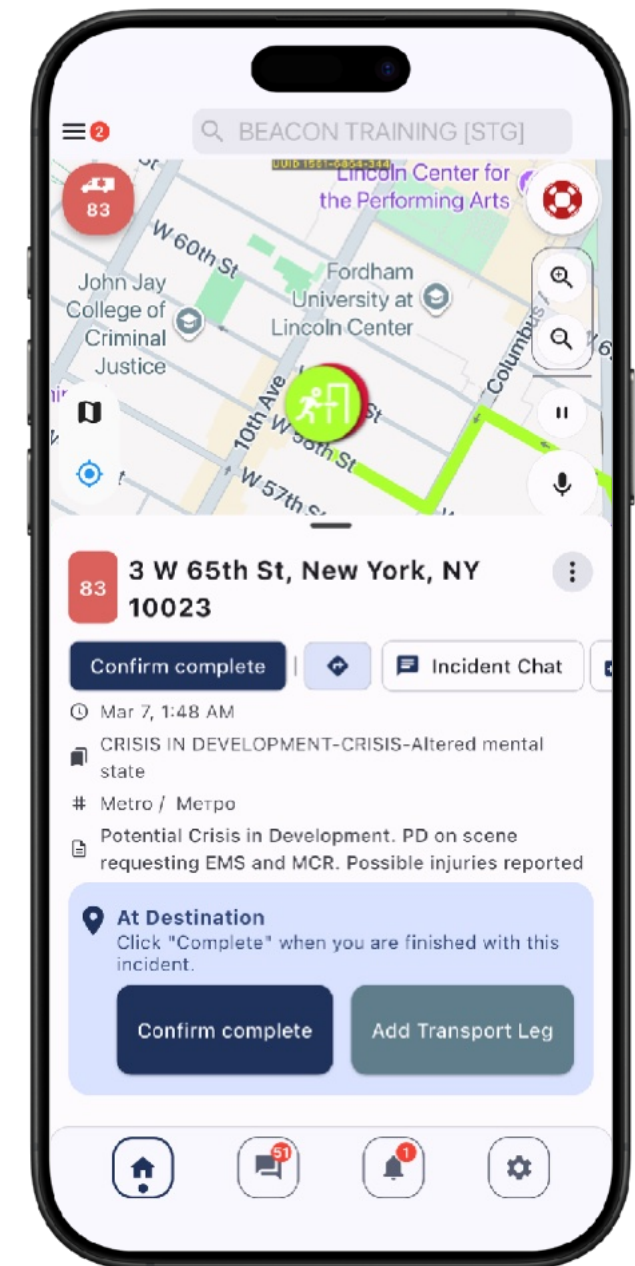 2
BEACON TRAINING [STG]
83
Lincoln Center for
the Performing Arts
W 60th St
John Jay
College of
Criminal
Justice
Fordham
University at
Lincoln Center
Columbus
10th Ave
St
W 58th St
W 57th St
83
3 W 65th St, New York, NY
10023
Confirm complete
Incident Chat
Mar 7, 1:48 AM
CRISIS IN DEVELOPMENT-CRISIS-Altered mental
state
# Metro / Метро
Potential Crisis in Development. PD on scene
requesting EMS and MCR. Possible injuries reported
At Destination
Click "Complete" when you are finished with this
incident.
Confirm complete
Add Transport Leg
51
1